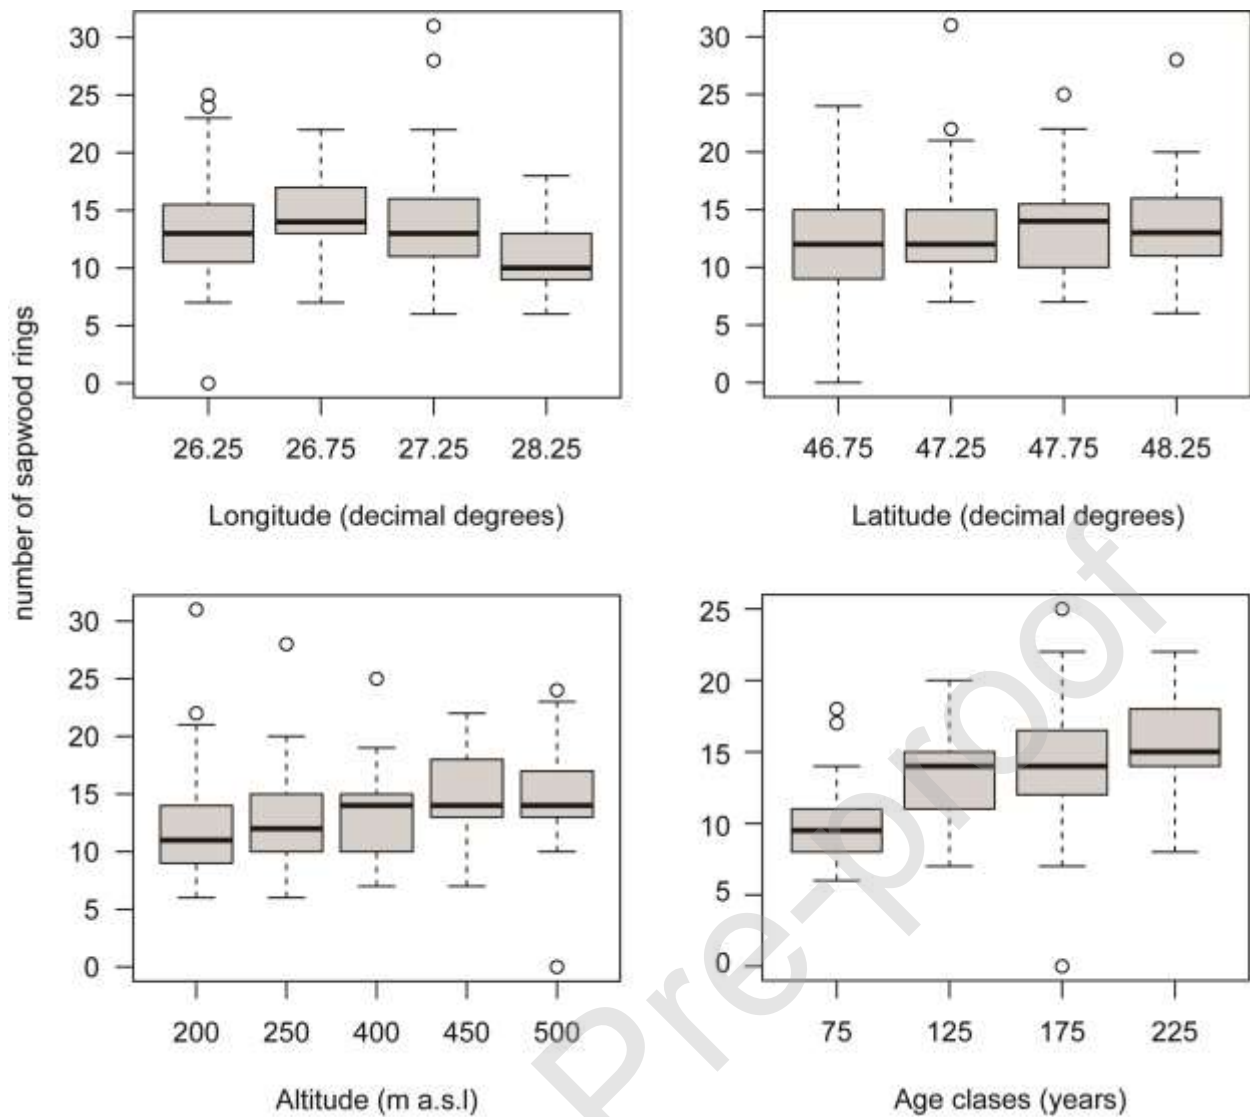 number of sapwood rings
30
25
20
15
10
5
0
26.25 26.75 27.25 28.25
Longitude (decimal degrees)
30
25
20
15
10
5
0
46.75 47.25 47.75 48.25
Latitude (decimal degrees)
30
25
20
15
10
5
0
200 250 400 450 500
Altitude (m a.s.l)
25
20
15
10
5
0
75 125 175 225
Age clases (years)
Pre-proof